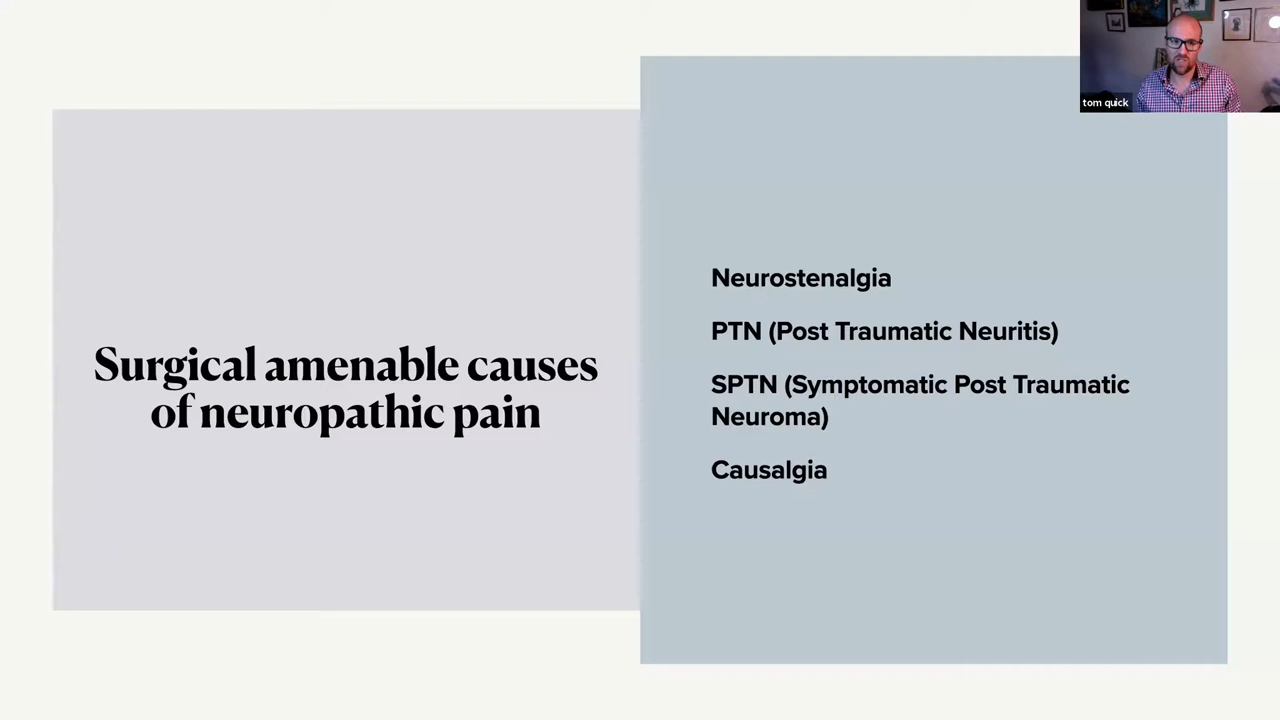 tom quick
Surgical amenable causes
of neuropathic pain
Neurostenalgia
PTN (Post Traumatic Neuritis)
SPTN (Symptomatic Post Traumatic
Neuroma)
Causalgia